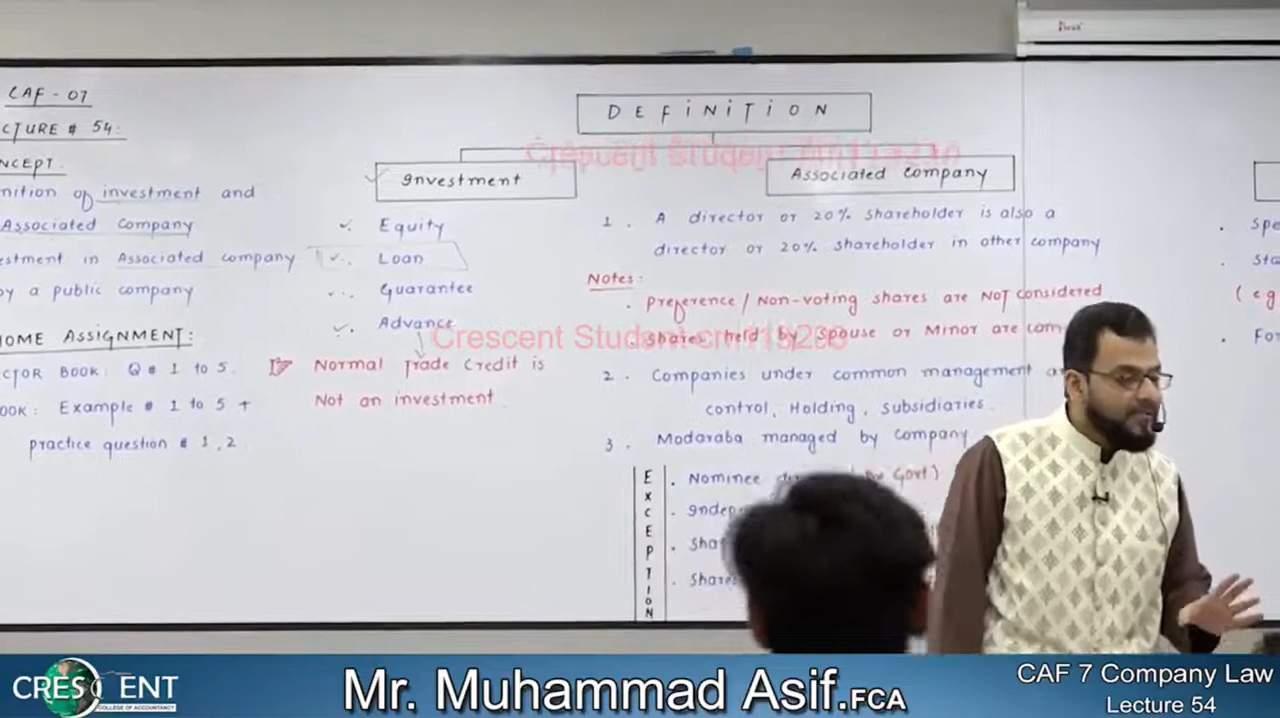 CAF - 07
CTURE # 54:
NCEPT.
nition of investment and
Associated Company
estment in Associated company
by a public company
HOME ASSIGNMENT:
CTOR BOOK: Q # 1 to 5.
OOK: Example # 1 to 5 +
practice question # 1, 2
DEFINITION
Investment
Equity
Loan
Guarantee
Advance
Normal Trade Credit is
Not an investment.
Associated Company
1. A director or 20% shareholder is also a
director or 20% shareholder in other company
Notes:
. Preference / Non-voting shares are NOT considered
. shares held by spouse or Minor are com
2. Companies under common management a
control, Holding, subsidiaries.
3. Modaraba managed by company
EXCEPTION
. Nominee Govt)
. Indep
. Sha
. Shares
. Spe
. Sta
(eg
. For
Crescent Student
Crescent Student
CRESCENT
COLLEGE OF ACCOUNTANCY
Mr. Muhammad Asif.FCA
CAF 7 Company Law
Lecture 54